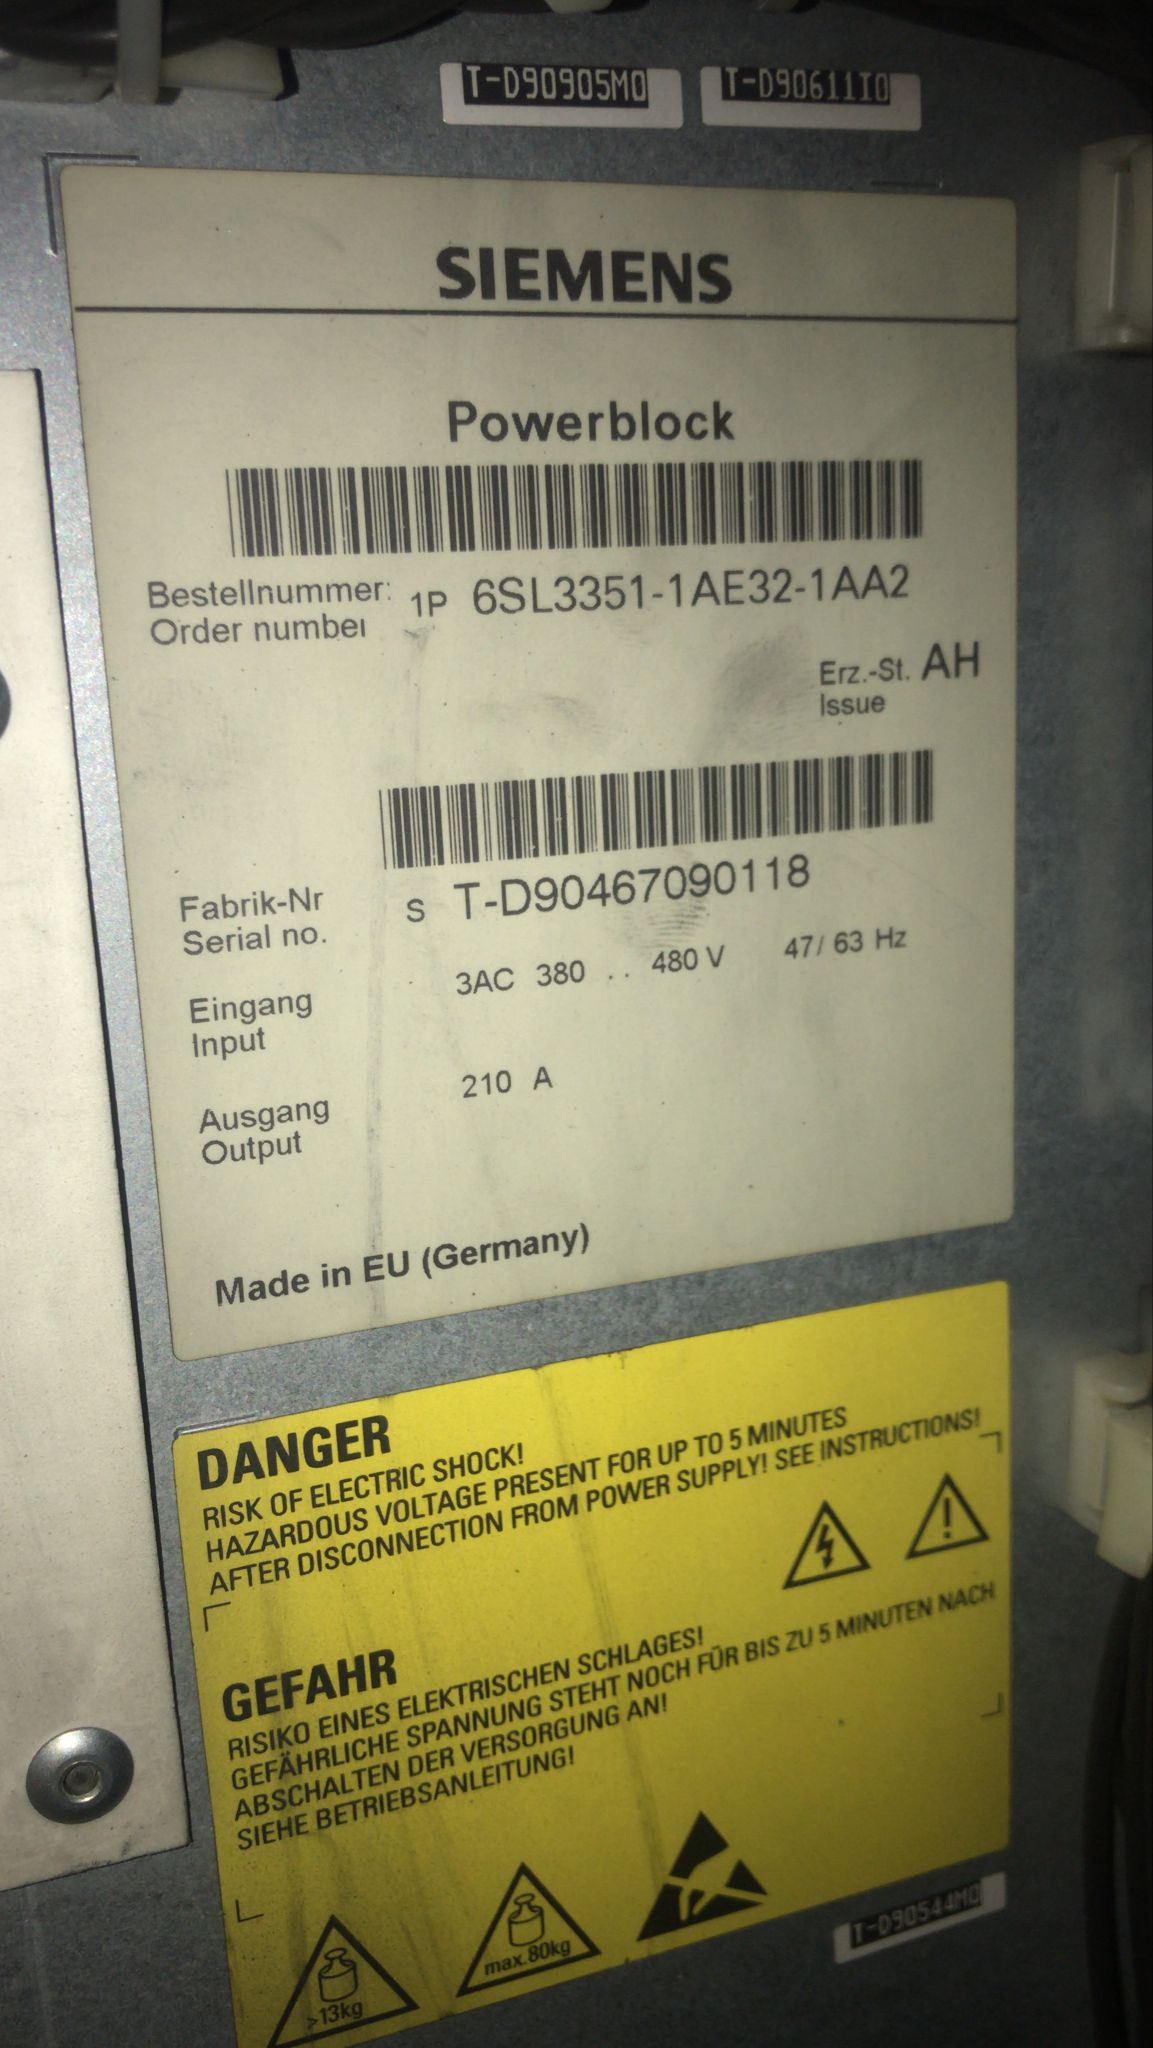 T-D90905M0
T-D90611I0
SIEMENS
Powerblock
Bestellnummer: 1P 6SL3351-1AE32-1AA2
Order number
Erz.-St. AH
Issue
Fabrik-Nr S T-D90467090118
Serial no.
Eingang 3AC 380 .. 480 V 47/ 63 Hz
Input
Ausgang 210 A
Output
Made in EU (Germany)
DANGER
RISK OF ELECTRIC SHOCK!
HAZARDOUS VOLTAGE PRESENT FOR UP TO 5 MINUTES
AFTER DISCONNECTION FROM POWER SUPPLY! SEE INSTRUCTIONS!
GEFAHR
RISIKO EINES ELEKTRISCHEN SCHLAGES!
GEFÄHRLICHE SPANNUNG STEHT NOCH FÜR BIS ZU 5 MINUTEN NACH
ABSCHALTEN DER VERSORGUNG AN!
SIEHE BETRIEBSANLEITUNG!
>13kg
max.80kg
T-D90544M0